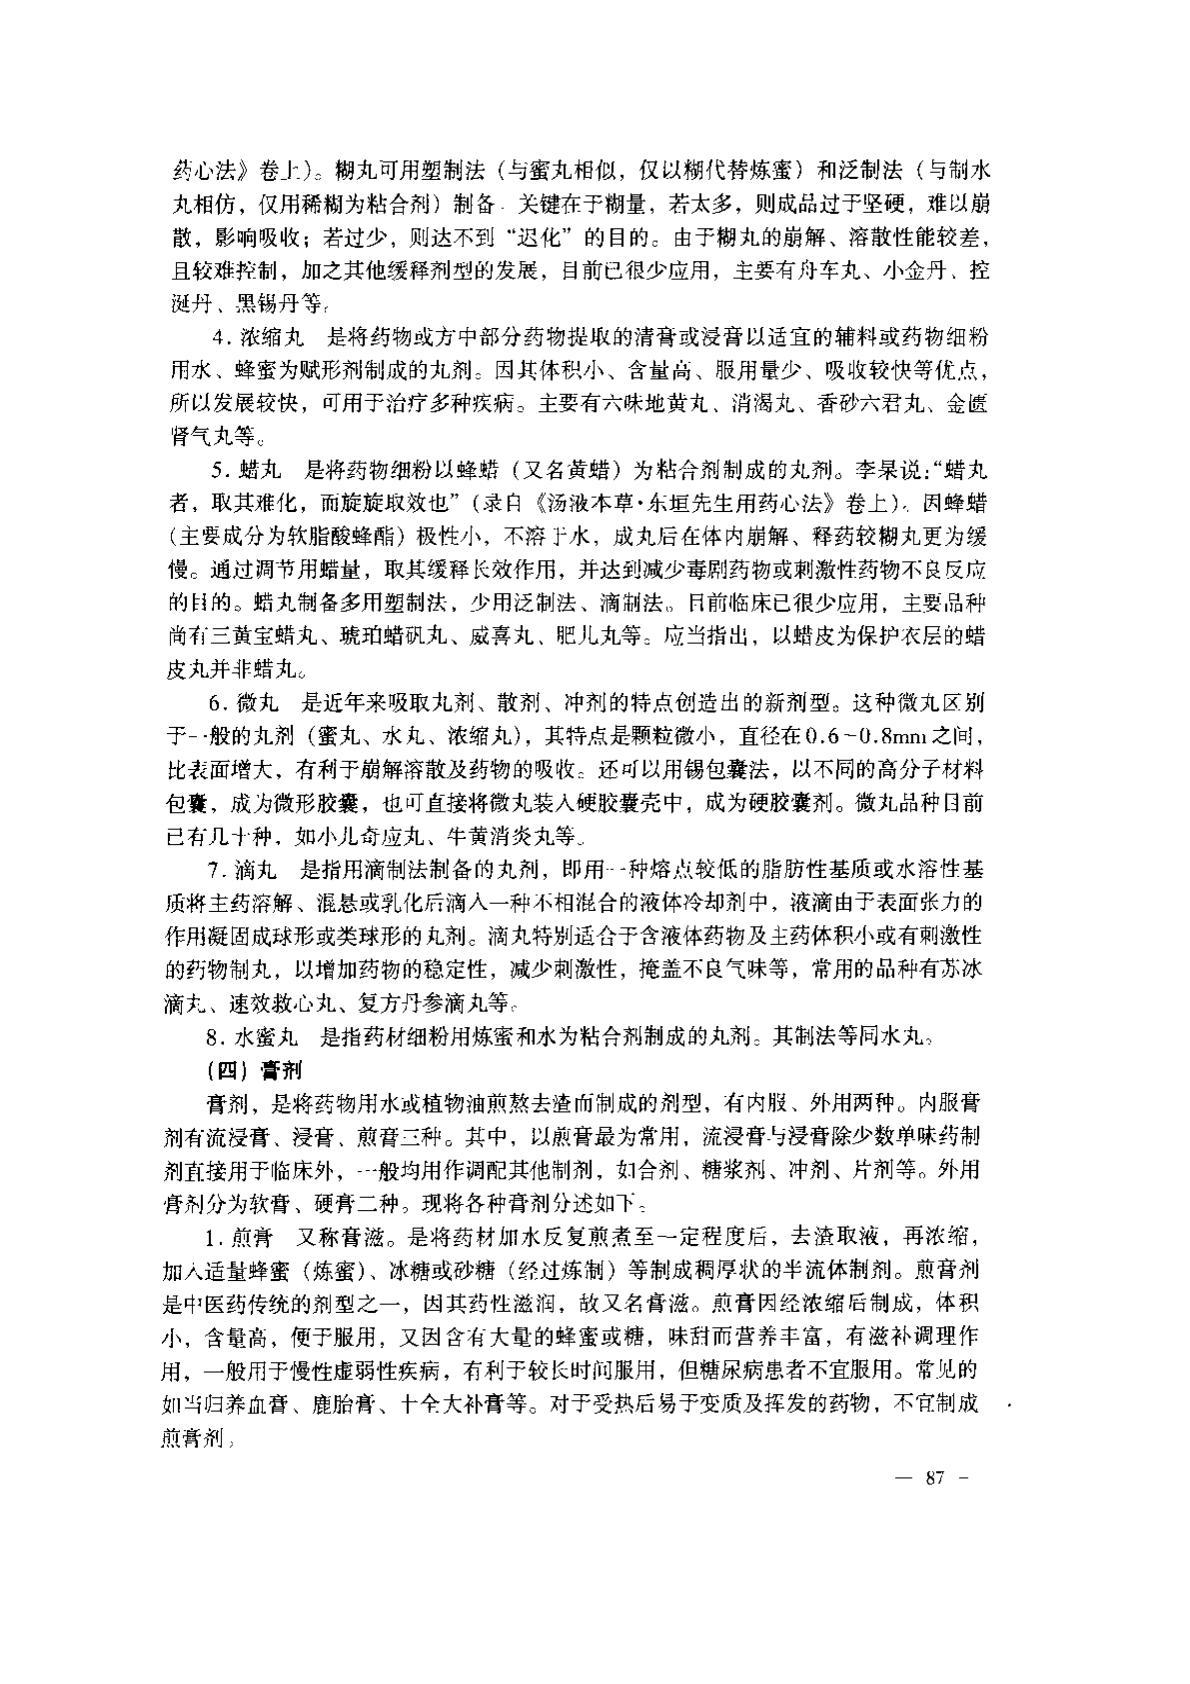 药心法》卷上）。糊丸可用塑制法（与蜜丸相似，仅以糊代替炼蜜）和泛制法（与制水
丸相仿，仅用稀糊为粘合剂）制备．关键在于糊量，若太多，则成品过于坚硬，难以崩
散，影响吸收；若过少，则达不到“迟化”的目的。由于糊丸的崩解、溶散性能较差，
且较难控制，加之其他缓释剂型的发展，目前已很少应用，主要有舟车丸、小金丹、控
涎丹、黑锡丹等。
4. 浓缩丸　是将药物或方中部分药物提取的清膏或浸膏以适宜的辅料或药物细粉
用水、蜂蜜为赋形剂制成的丸剂。因其体积小、含量高、服用量少、吸收较快等优点，
所以发展较快，可用于治疗多种疾病。主要有六味地黄丸、消渴丸、香砂六君丸、金匮
肾气丸等。
5. 蜡丸　是将药物细粉以蜂蜡（又名黄蜡）为粘合剂制成的丸剂。李杲说：“蜡丸
者，取其难化，而旋旋取效也”（录自《汤液本草·东垣先生用药心法》卷上）。因蜂蜡
（主要成分为软脂酸蜂酯）极性小，不溶于水，成丸后在体内崩解、释药较糊丸更为缓
慢。通过调节用蜡量，取其缓释长效作用，并达到减少毒剧药物或刺激性药物不良反应
的目的。蜡丸制备多用塑制法，少用泛制法、滴制法。目前临床已很少应用，主要品种
尚有三黄宝蜡丸、琥珀蜡矾丸、威喜丸、肥儿丸等。应当指出，以蜡皮为保护衣层的蜡
皮丸并非蜡丸。
6. 微丸　是近年来吸取丸剂、散剂、冲剂的特点创造出的新剂型。这种微丸区别
于一般的丸剂（蜜丸、水丸、浓缩丸），其特点是颗粒微小，直径在0.6~0.8mm之间，
比表面增大，有利于崩解溶散及药物的吸收。还可以用锡包囊法，以不同的高分子材料
包囊，成为微形胶囊，也可直接将微丸装入硬胶囊壳中，成为硬胶囊剂。微丸品种目前
已有几十种，如小儿奇应丸、牛黄消炎丸等。
7. 滴丸　是指用滴制法制备的丸剂，即用一种熔点较低的脂肪性基质或水溶性基
质将主药溶解、混悬或乳化后滴入一种不相混合的液体冷却剂中，液滴由于表面张力的
作用凝固成球形或类球形的丸剂。滴丸特别适合于含液体药物及主药体积小或有刺激性
的药物制丸，以增加药物的稳定性，减少刺激性，掩盖不良气味等，常用的品种有苏冰
滴丸、速效救心丸、复方丹参滴丸等。
8. 水蜜丸　是指药材细粉用炼蜜和水为粘合剂制成的丸剂。其制法等同水丸。
（四）膏剂
膏剂，是将药物用水或植物油煎熬去渣而制成的剂型，有内服、外用两种。内服膏
剂有流浸膏、浸膏、煎膏三种。其中，以煎膏最为常用，流浸膏与浸膏除少数单味药制
剂直接用于临床外，一般均用作调配其他制剂，如合剂、糖浆剂、冲剂、片剂等。外用
膏剂分为软膏、硬膏二种。现将各种膏剂分述如下。
1. 煎膏　又称膏滋。是将药材加水反复煎煮至一定程度后，去渣取液，再浓缩，
加入适量蜂蜜（炼蜜）、冰糖或砂糖（经过炼制）等制成稠厚状的半流体制剂。煎膏剂
是中医药传统的剂型之一，因其药性滋润，故又名膏滋。煎膏因经浓缩后制成，体积
小，含量高，便于服用，又因含有大量的蜂蜜或糖，味甜而营养丰富，有滋补调理作
用，一般用于慢性虚弱性疾病，有利于较长时间服用，但糖尿病患者不宜服用。常见的
如当归养血膏、鹿胎膏、十全大补膏等。对于受热后易于变质及挥发的药物，不宜制成
煎膏剂。
— 87 –